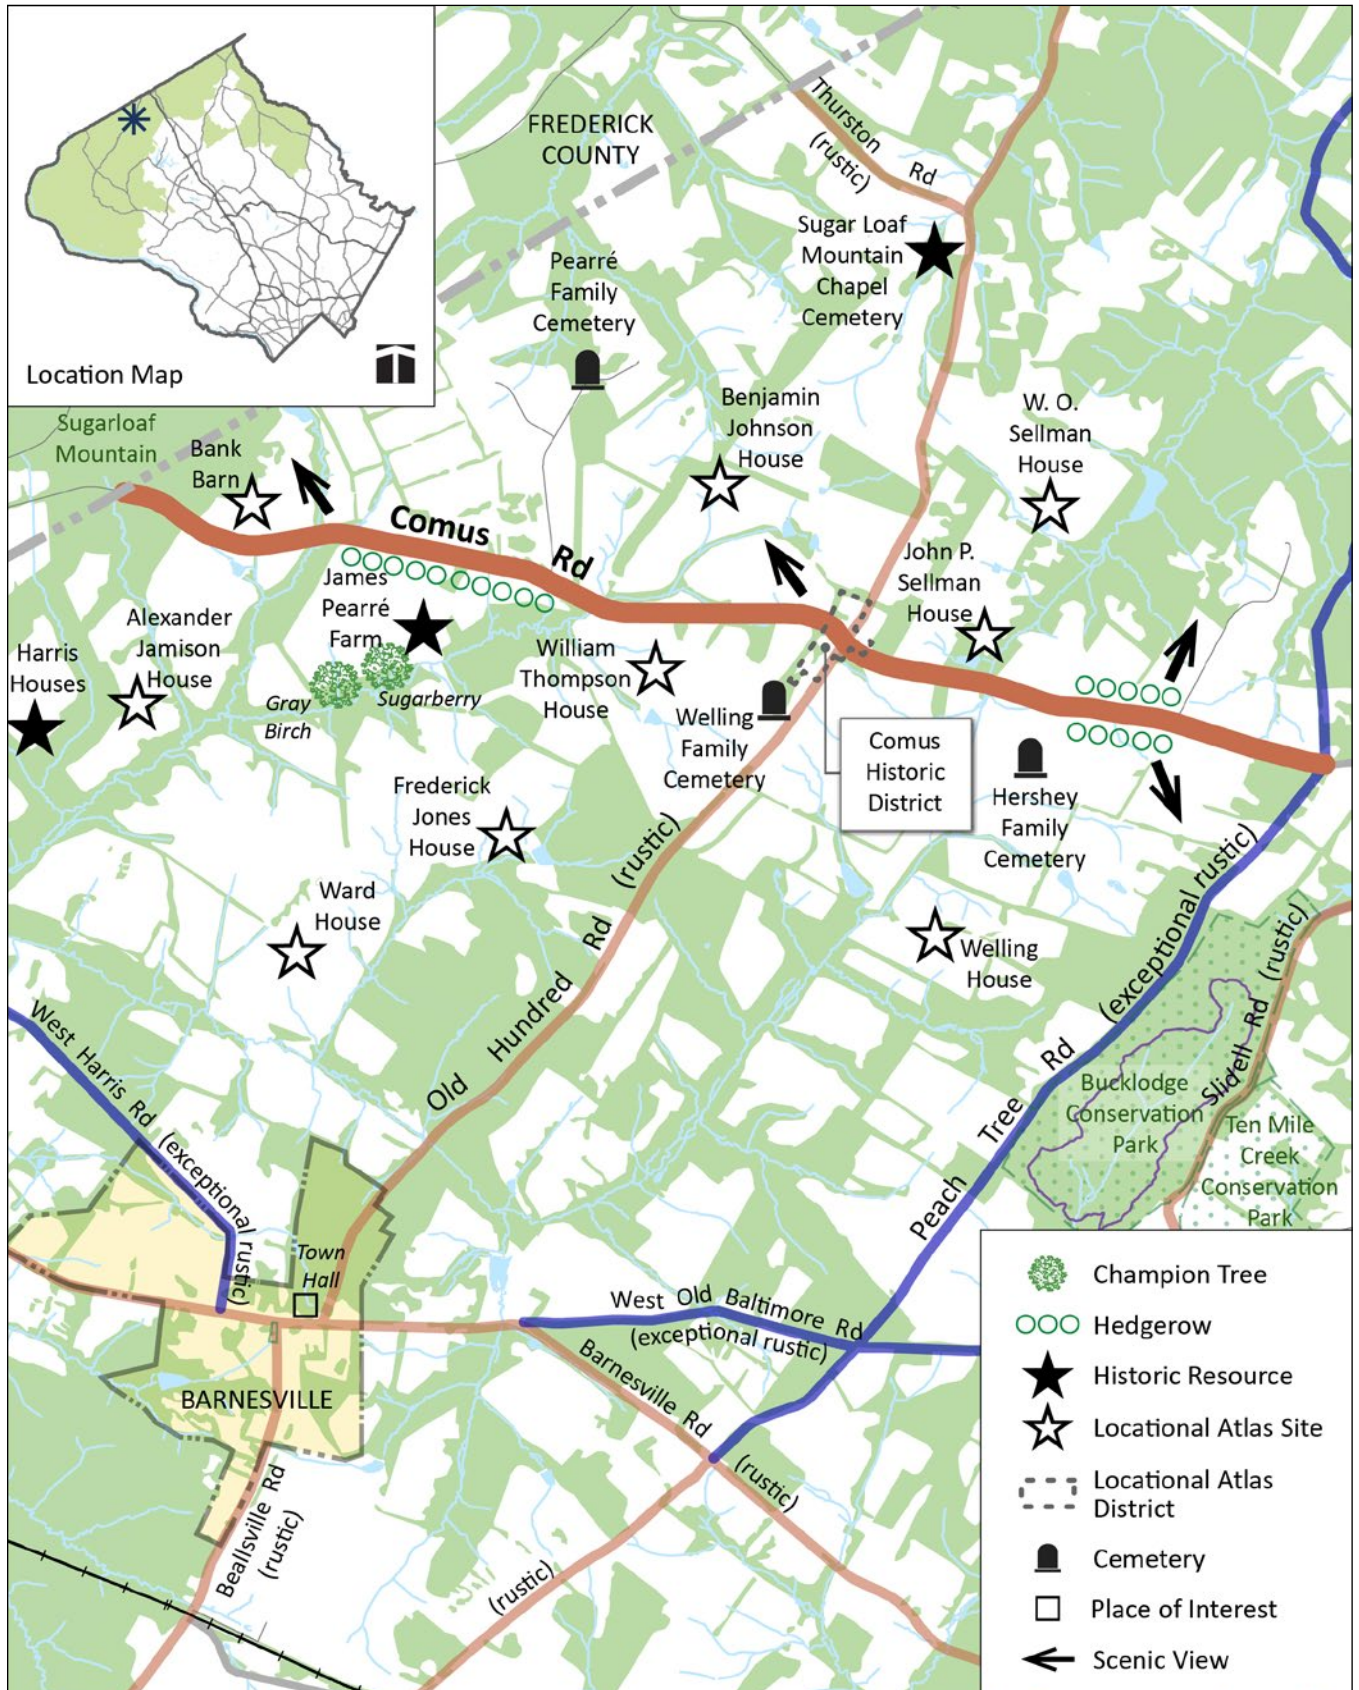 Location Map
FREDERICK
COUNTY
Thurston
Rd
(rustic)
Sugar Loaf
Mountain
Chapel
Cemetery
Pearré
Family
Cemetery
Sugarloaf
Mountain
Bank
Barn
Benjamin
Johnson
House
W. O.
Sellman
House
Comus
Rd
John P.
Sellman
House
James
Pearré
Farm
Alexander
Jamison
House
Harris
Houses
Gray
Birch
Sugarberry
William
Thompson
House
Welling
Family
Cemetery
Comus
Historic
District
Hershey
Family
Cemetery
Frederick
Jones
House
Ward
House
Welling
House
Old Hundred Rd (rustic)
Peach Tree Rd (exceptional rustic)
Slidell Rd (rustic)
West Harris Rd (exceptional rustic)
Bucklodge
Conservation
Park
Ten Mile
Creek
Conservation
Park
Town
Hall
BARNESVILLE
West Old Baltimore Rd
(exceptional rustic)
Barnesville Rd
(rustic)
Beallsville Rd
(rustic)
(rustic)
Champion Tree
Hedgerow
Historic Resource
Locational Atlas Site
Locational Atlas
District
Cemetery
Place of Interest
Scenic View